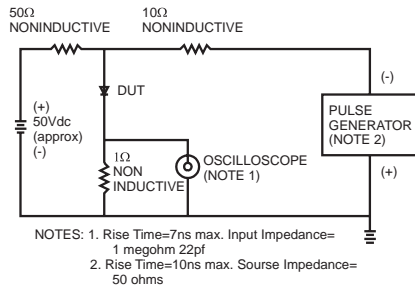 50Ω
NONINDUCTIVE
10Ω
NONINDUCTIVE
DUT
(+)
50Vdc
(approx)
(-)
1Ω
NON
INDUCTIVE
OSCILLOSCOPE
(NOTE 1)
(-)
PULSE
GENERATOR
(NOTE 2)
(+)
NOTES: 1. Rise Time=7ns max. Input Impedance=
1 megohm 22pf
2. Rise Time=10ns max. Sourse Impedance=
50 ohms